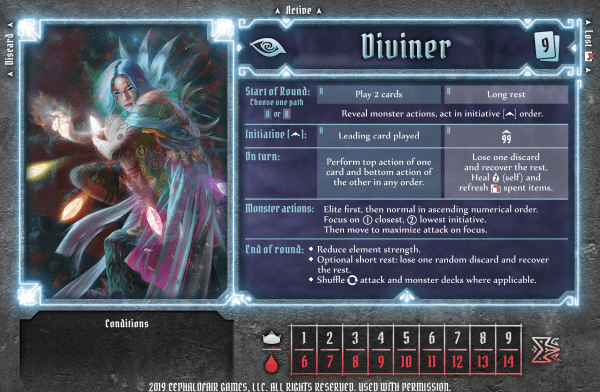 Active
Discard
Lost
Diviner
9
Start of Round:
Choose one path
A or B
A Play 2 cards
B Long rest
Reveal monster actions, act in initiative [ ] order.
Initiative [ ]:
A Leading card played
B 99
On turn:
Perform top action of one
card and bottom action of
the other in any order.
Lose one discard
and recover the rest,
Heal 2 (self) and
refresh spent items.
Monster actions:
Elite first, then normal in ascending numerical order.
Focus on ① closest, ② lowest initiative.
Then move to maximize attack on focus.
End of round:
◆ Reduce element strength.
◆ Optional short rest: lose one random discard and recover
the rest.
◆ Shuffle attack and monster decks where applicable.
Conditions
1 2 3 4 5 6 7 8 9
6 7 8 9 10 11 12 13 14
2019 CEPHALOFAIR GAMES, LLC. ALL RIGHTS RESERVED. USED WITH PERMISSION.